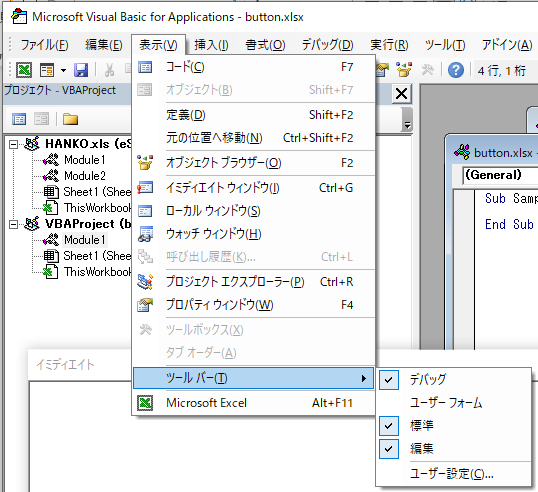 Microsoft Visual Basic for Applications - button.xlsx
ファイル(F) 編集(E) 表示(V) 挿入(I) 書式(O) デバッグ(D) 実行(R) ツール(T) アドイン(A)
4 行, 1 桁
プロジェクト - VBAProject
コード(C) F7
オブジェクト(B) Shift+F7
定義(D) Shift+F2
元の位置へ移動(N) Ctrl+Shift+F2
オブジェクト ブラウザー(O) F2
イミディエイト ウィンドウ(I) Ctrl+G
ローカル ウィンドウ(S)
ウォッチ ウィンドウ(H)
呼び出し履歴(K)... Ctrl+L
プロジェクト エクスプローラー(P) Ctrl+R
プロパティ ウィンドウ(W) F4
ツールボックス(X)
タブ オーダー(A)
ツール バー(T)
Microsoft Excel Alt+F11
デバッグ
ユーザー フォーム
標準
編集
ユーザー設定(C)...
HANKO.xls (eS
Module1
Module2
Sheet1 (Shee
ThisWorkbook
VBAProject (b
Module1
Sheet1 (Shee
ThisWorkbook
イミディエイト
button.xlsx -
(General)
Sub Samp
End Sub